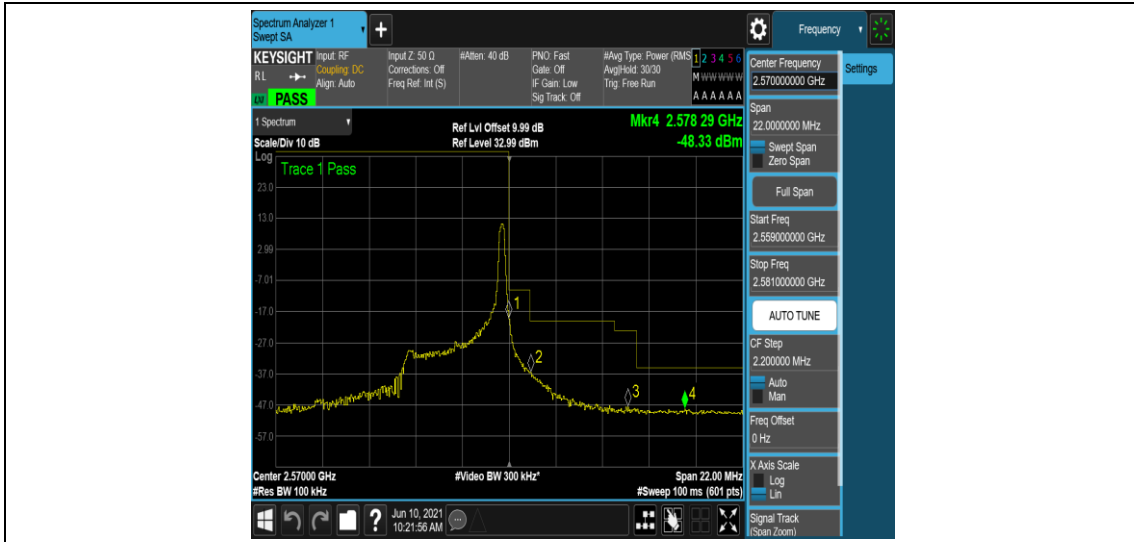 Spectrum Analyzer 1
Swept SA
+
Frequency
KEYSIGHT
RL
PASS
Input: RF
Coupling: DC
Align: Auto
Input Z: 50 Ω
Corrections: Off
Freq Ref: Int (S)
#Atten: 40 dB
PNO: Fast
Gate: Off
IF Gain: Low
Sig Track: Off
#Avg Type: Power (RMS
Avg|Hold: 30/30
Trig: Free Run
1 2 3 4 5 6
M W W W W W
A A A A A A
Center Frequency
2.570000000 GHz
Settings
Span
22.0000000 MHz
Swept Span
Zero Span
Full Span
Start Freq
2.559000000 GHz
Stop Freq
2.581000000 GHz
AUTO TUNE
CF Step
2.200000 MHz
Auto
Man
Freq Offset
0 Hz
X Axis Scale
Log
Lin
Signal Track
(Span Zoom)
1 Spectrum
Scale/Div 10 dB
Ref Lvl Offset 9.99 dB
Ref Level 32.99 dBm
Mkr4 2.578 29 GHz
-48.33 dBm
Log
Trace 1 Pass
23.0
13.0
2.99
-7.01
-17.0
-27.0
-37.0
-47.0
-57.0
1
2
3
4
Center 2.57000 GHz
#Res BW 100 kHz
#Video BW 300 kHz*
Span 22.00 MHz
#Sweep 100 ms (601 pts)
?
Jun 10, 2021
10:21:56 AM